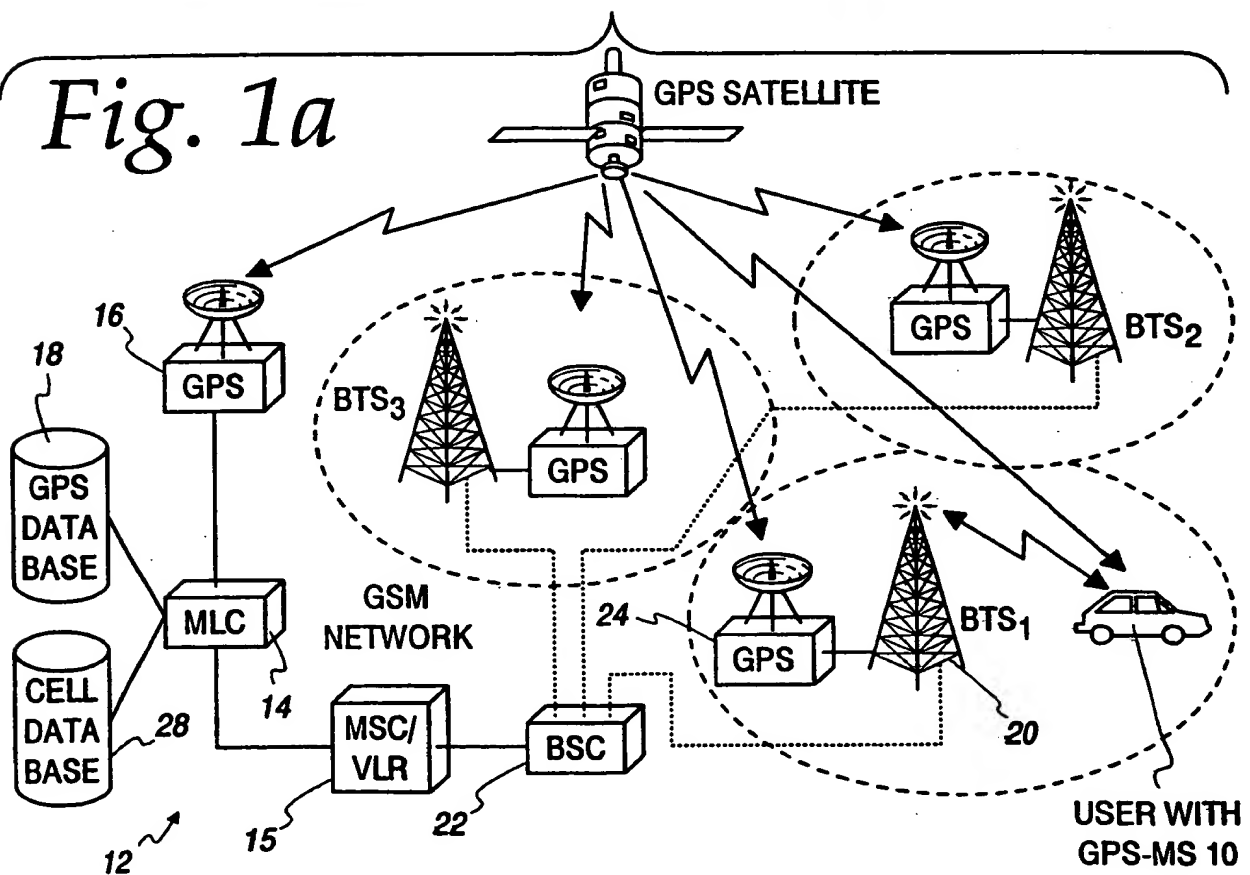 Fig. 1a
GPS SATELLITE
16
GPS
18
GPS
DATA
BASE
BTS3
GPS
GPS
BTS2
MLC
14
GSM
NETWORK
24
GPS
BTS1
20
CELL
DATA
BASE
28
MSC/
VLR
15
BSC
22
12
USER WITH
GPS-MS 10